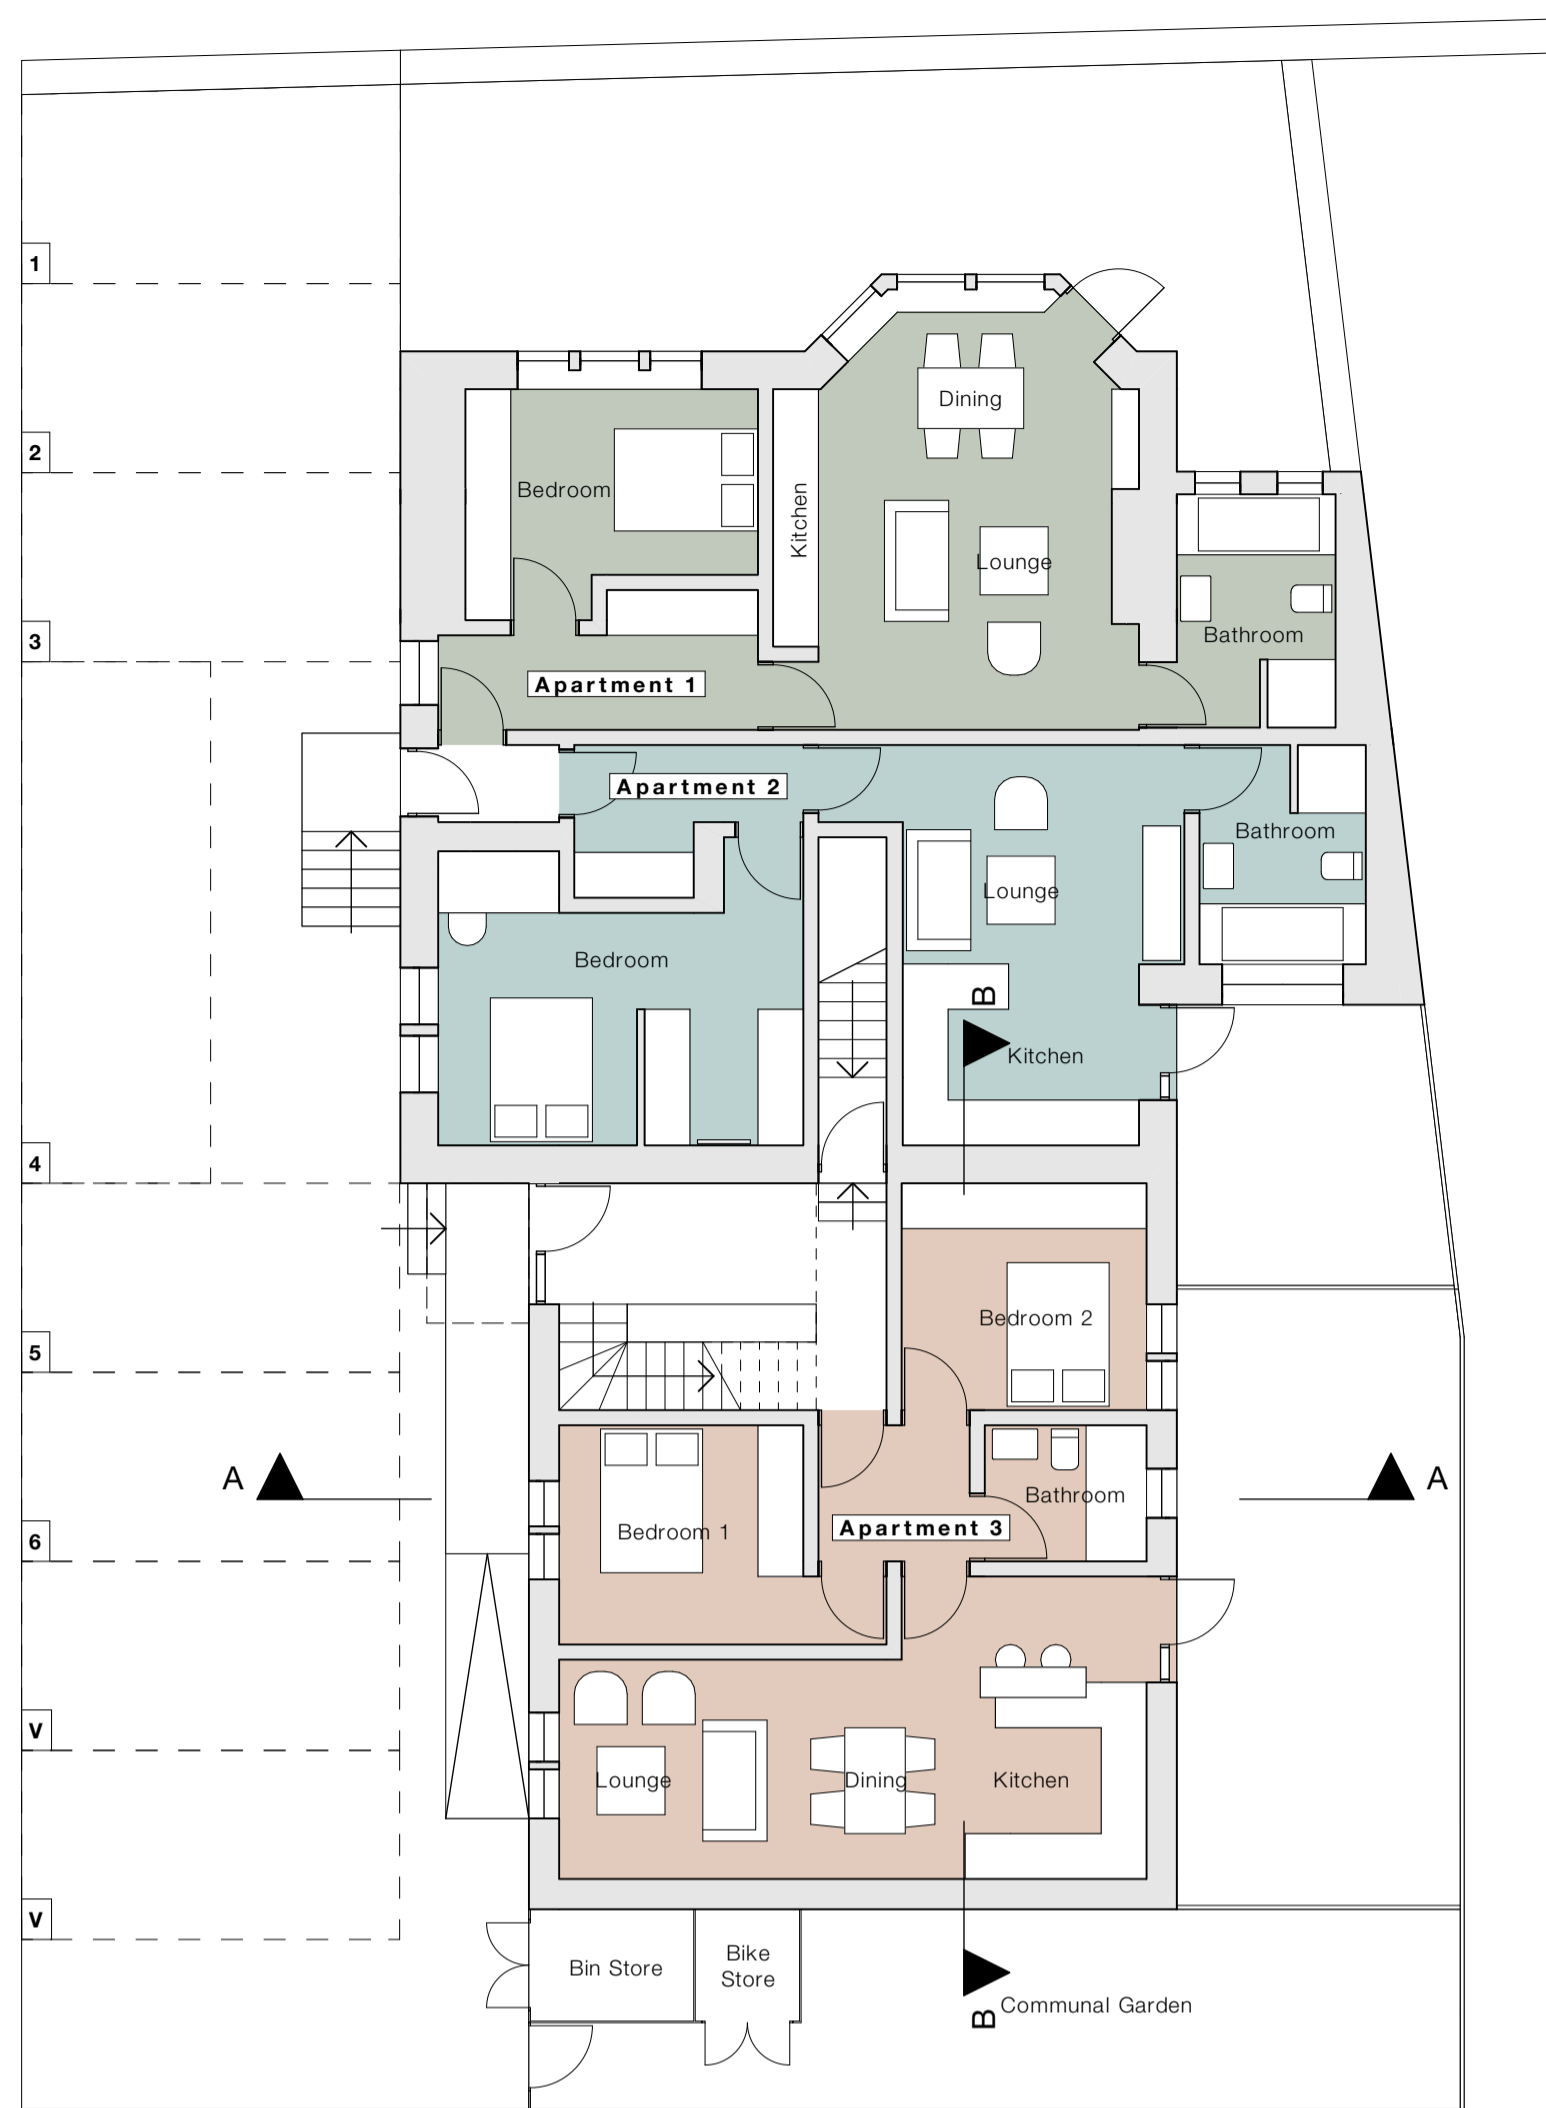 1
Dining
2
Bedroom
Kitchen
Lounge
3
Bathroom
Apartment 1
Apartment 2
Bathroom
Lounge
Bedroom
B
Kitchen
4
Bedroom 2
5
A
A
Bathroom
Bedroom 1
Apartment 3
6
V
Lounge
Dining
Kitchen
V
Bin Store
Bike
Store
Communal Garden
B